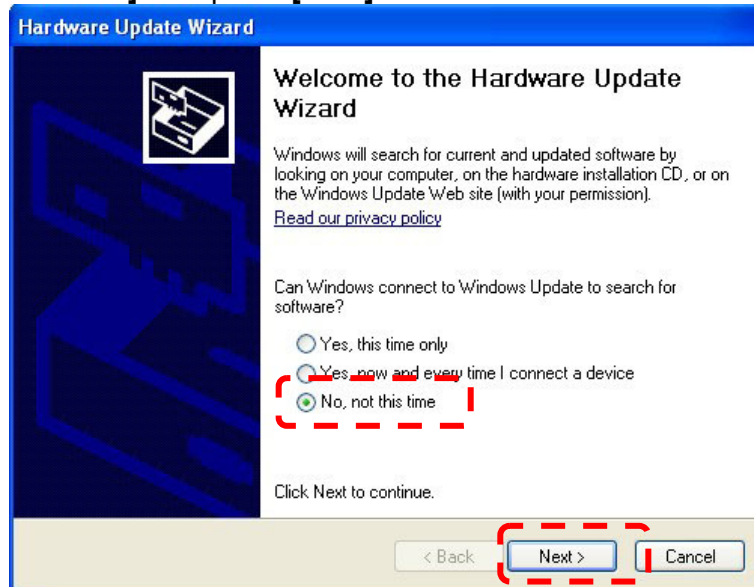 Hardware Update Wizard
Welcome to the Hardware Update
Wizard
Windows will search for current and updated software by
looking on your computer, on the hardware installation CD, or on
the Windows Update Web site (with your permission).
Read our privacy policy
Can Windows connect to Windows Update to search for
software?
Yes, this time only
Yes, now and every time I connect a device
No, not this time
Click Next to continue.
< Back Next > Cancel